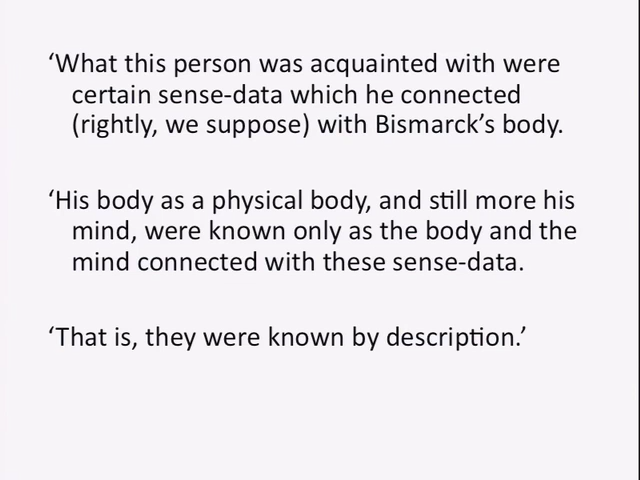 ‘What this person was acquainted with were
certain sense-data which he connected
(rightly, we suppose) with Bismarck’s body.
‘His body as a physical body, and still more his
mind, were known only as the body and the
mind connected with these sense-data.
‘That is, they were known by description.’